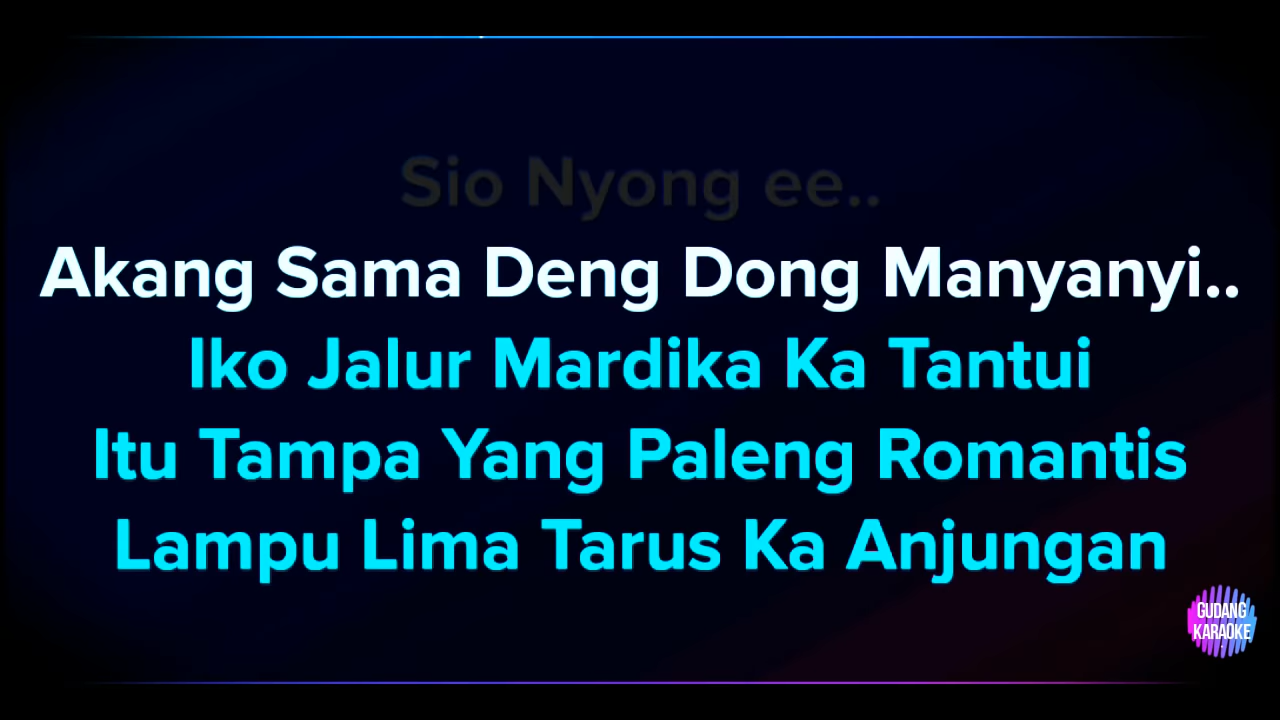 Sio Nyong ee..
Akang Sama Deng Dong Manyanyi..
Iko Jalur Mardika Ka Tantui
Itu Tampa Yang Paleng Romantis
Lampu Lima Tarus Ka Anjungan
GUDANG
KARAOKE